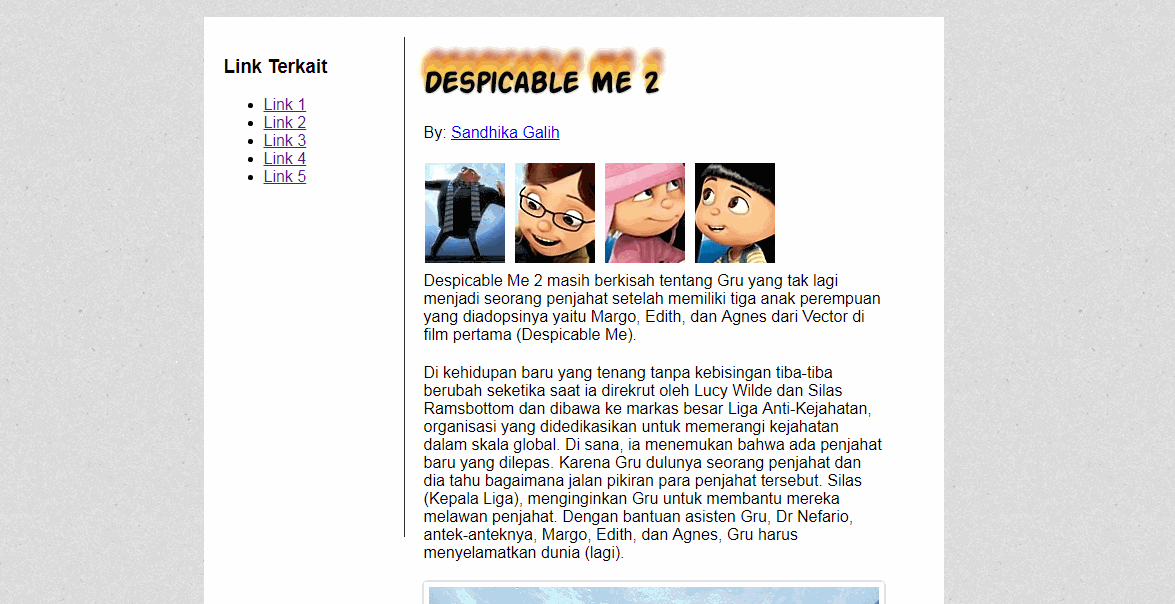 Link Terkait
Link 1
Link 2
Link 3
Link 4
Link 5
DESPICABLE ME 2
By: Sandhika Galih
Despicable Me 2 masih berkisah tentang Gru yang tak lagi
menjadi seorang penjahat setelah memiliki tiga anak perempuan
yang diadopsinya yaitu Margo, Edith, dan Agnes dari Vector di
film pertama (Despicable Me).
Di kehidupan baru yang tenang tanpa kebisingan tiba-tiba
berubah seketika saat ia direkrut oleh Lucy Wilde dan Silas
Ramsbottom dan dibawa ke markas besar Liga Anti-Kejahatan,
organisasi yang didedikasikan untuk memerangi kejahatan
dalam skala global. Di sana, ia menemukan bahwa ada penjahat
baru yang dilepas. Karena Gru dulunya seorang penjahat dan
dia tahu bagaimana jalan pikiran para penjahat tersebut. Silas
(Kepala Liga), menginginkan Gru untuk membantu mereka
melawan penjahat. Dengan bantuan asisten Gru, Dr Nefario,
antek-anteknya, Margo, Edith, dan Agnes, Gru harus
menyelamatkan dunia (lagi).